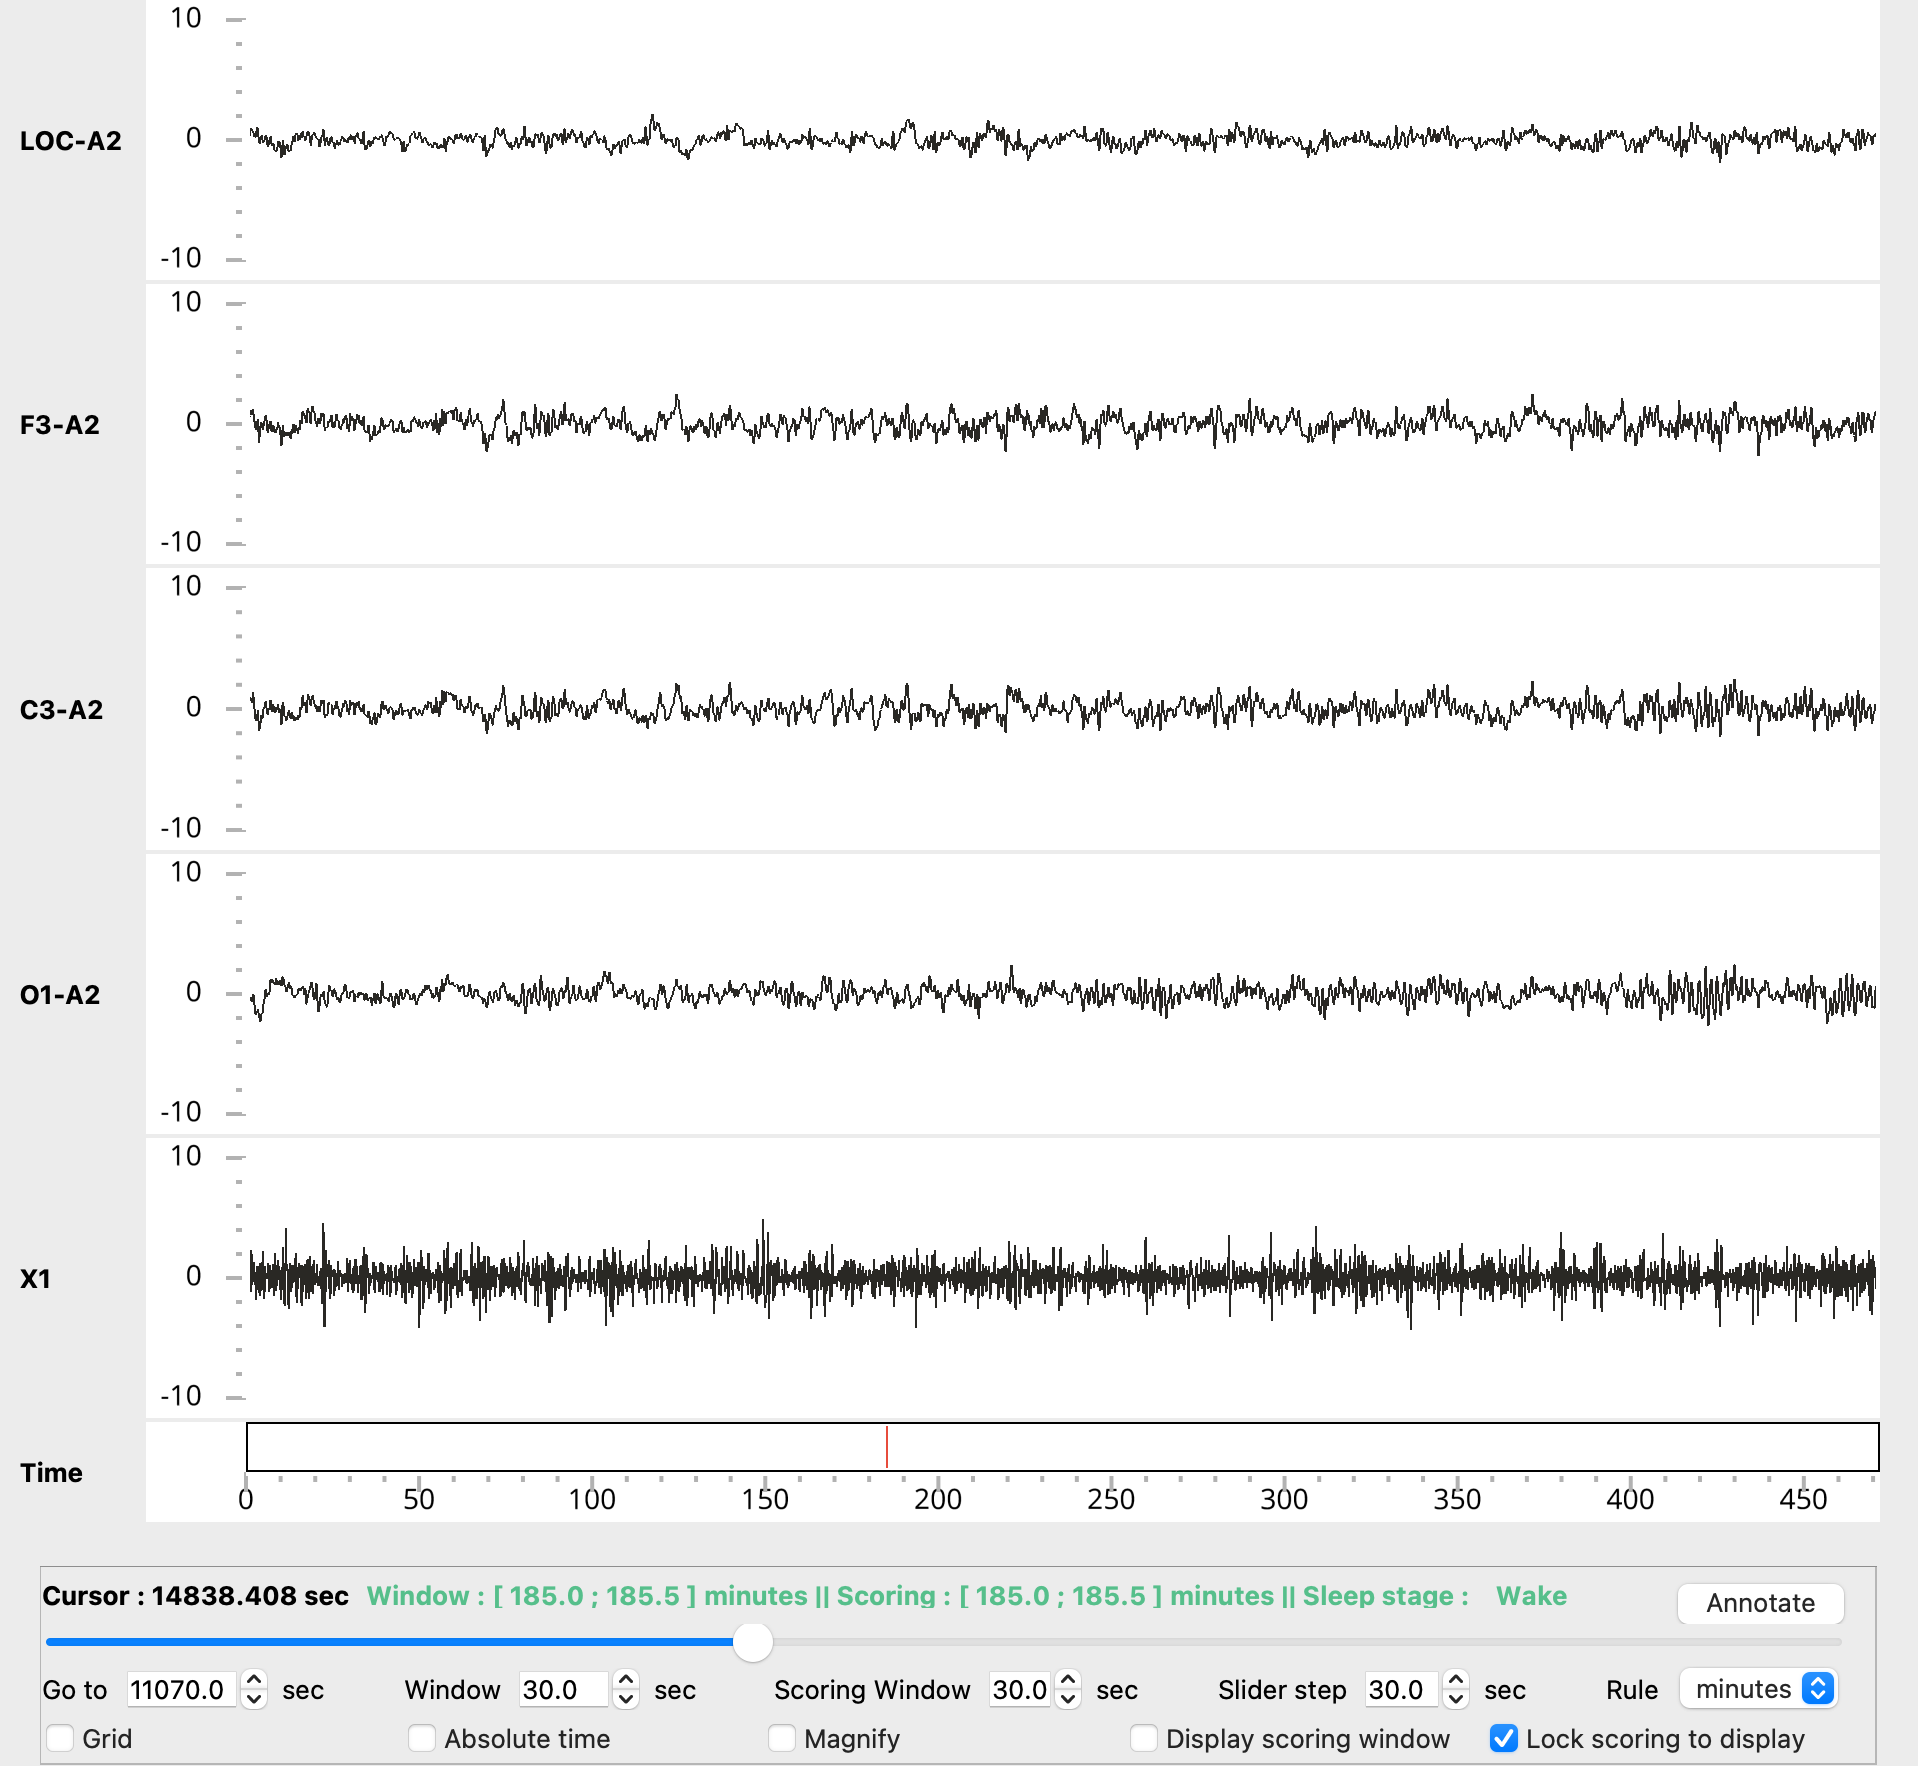 10
LOC-A2 0
-10
10
F3-A2 0
-10
10
C3-A2 0
-10
10
O1-A2 0
-10
10
X1 0
-10
Time
0 50 100 150 200 250 300 350 400 450
Cursor : 14838.408 sec Window : [ 185.0 ; 185.5 ] minutes || Scoring : [ 185.0 ; 185.5 ] minutes || Sleep stage : Wake Annotate
Go to 11070.0 sec Window 30.0 sec Scoring Window 30.0 sec Slider step 30.0 sec Rule minutes
Grid Absolute time Magnify Display scoring window Lock scoring to display